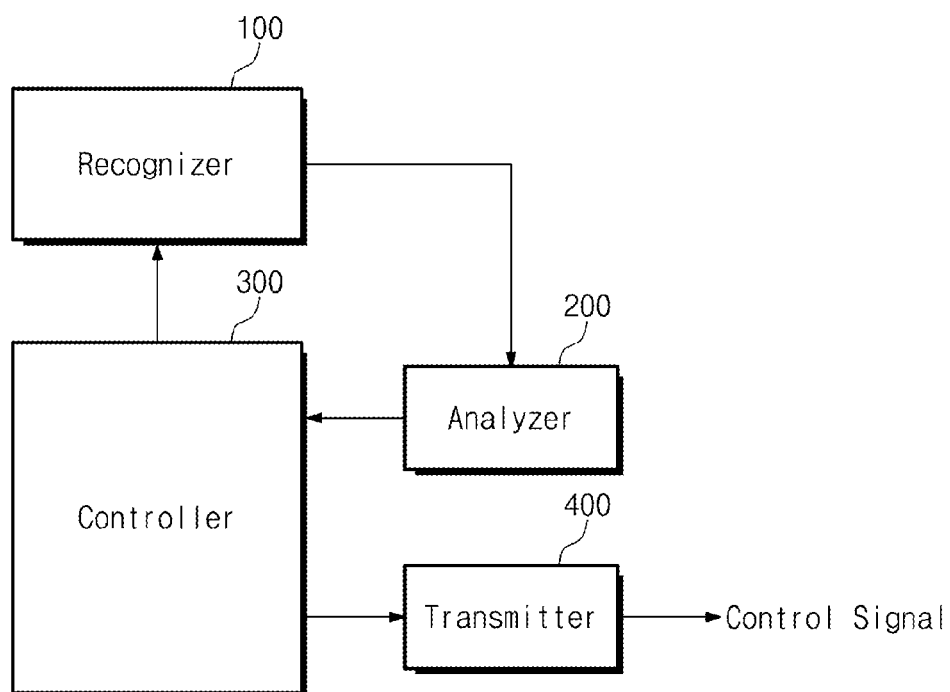 100
Recognizer
300
200
Analyzer
Controller
400
Transmitter
Control Signal